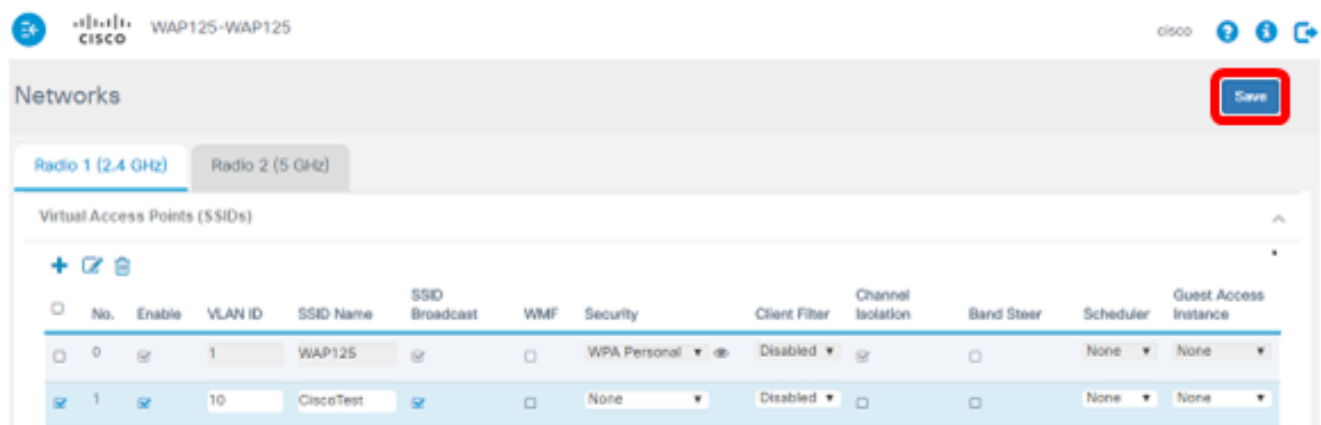 CISCO WAP125-WAP125 cisco
Networks Save
Radio 1 (2.4 GHz) Radio 2 (5 GHz)
Virtual Access Points (SSIDs)
No. Enable VLAN ID SSID Name SSID Broadcast WMF Security Client Filter Channel Isolation Band Steer Scheduler Guest Access Instance
0 1 WAP125 WPA Personal Disabled None None
1 10 CiscoTest None Disabled None None